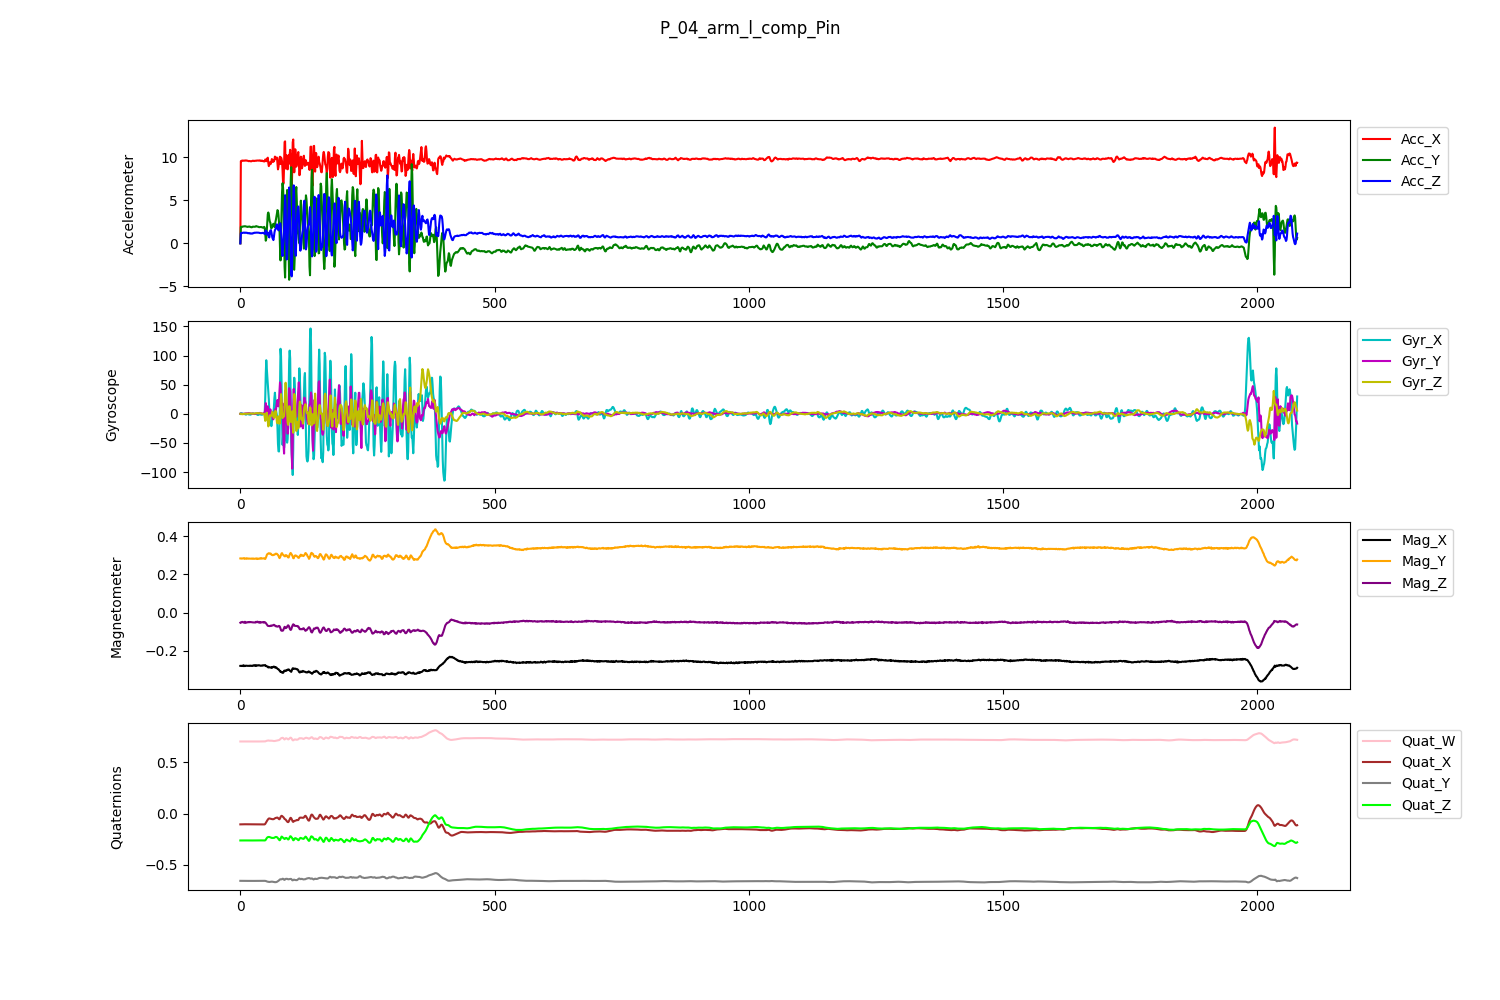 P_04_arm_l_comp_Pin
Accelerometer
10
5
0
−5
0
500
1000
1500
2000
Acc_X
Acc_Y
Acc_Z
Gyroscope
150
100
50
0
−50
−100
0
500
1000
1500
2000
Gyr_X
Gyr_Y
Gyr_Z
Magnetometer
0.4
0.2
0.0
−0.2
0
500
1000
1500
2000
Mag_X
Mag_Y
Mag_Z
Quaternions
0.5
0.0
−0.5
0
500
1000
1500
2000
Quat_W
Quat_X
Quat_Y
Quat_Z